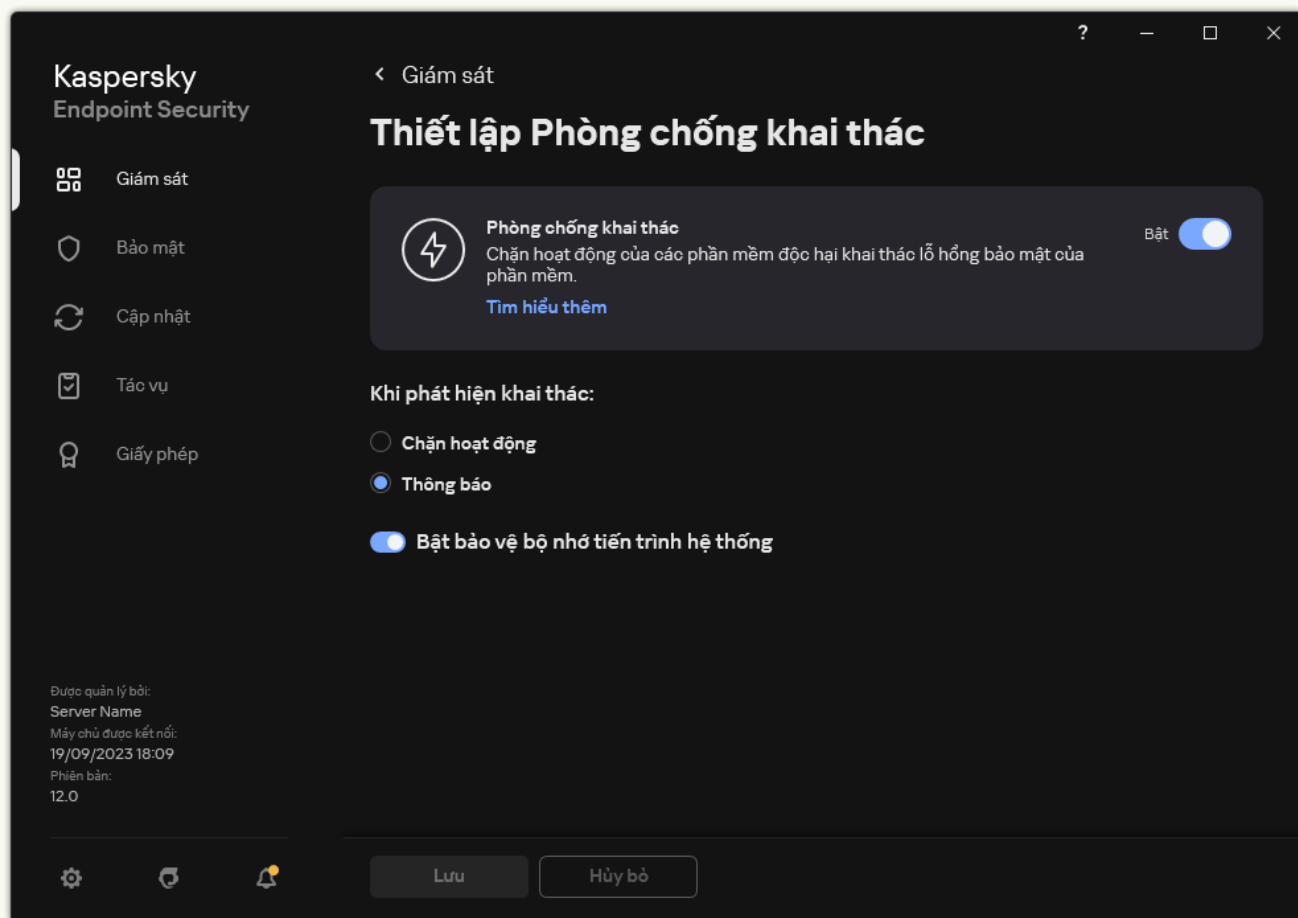 ?
Kaspersky
Endpoint Security
Giám sát
Bảo mật
Cập nhật
Tác vụ
Giấy phép
Được quản lý bởi:
Server Name
Máy chủ được kết nối:
19/09/2023 18:09
Phiên bản:
12.0
Giám sát
Thiết lập Phòng chống khai thác
Phòng chống khai thác
Chặn hoạt động của các phần mềm độc hại khai thác lỗ hổng bảo mật của
phần mềm.
Tìm hiểu thêm
Bật
Khi phát hiện khai thác:
Chặn hoạt động
Thông báo
Bật bảo vệ bộ nhớ tiến trình hệ thống
Lưu
Hủy bỏ